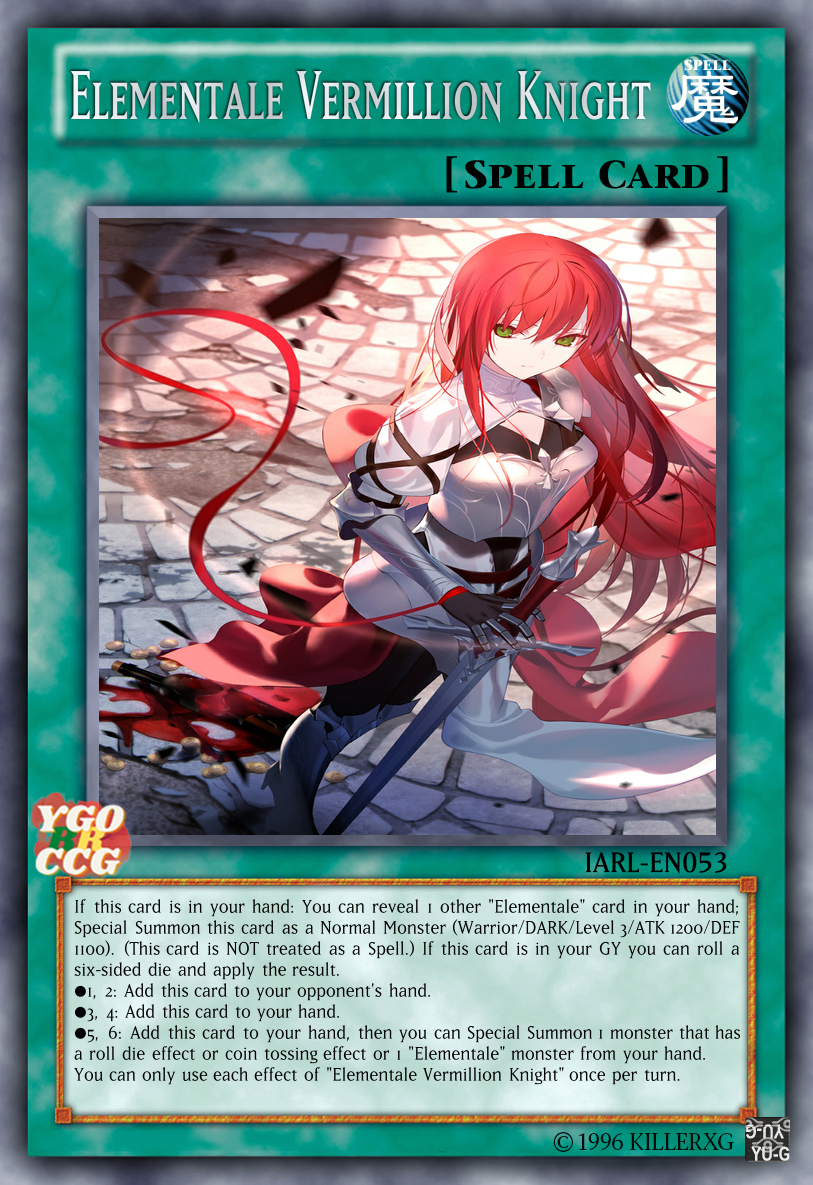 ELEMENTALE VERMILLION KNIGHT
SPELL
魔
[SPELL CARD]
YGO
RR
CCG
IARL-EN053
If this card is in your hand: You can reveal 1 other "Elementale" card in your hand;
Special Summon this card as a Normal Monster (Warrior/DARK/Level 3/ATK 1200/DEF
1100). (This card is NOT treated as a Spell.) If this card is in your GY you can roll a
six-sided die and apply the result.
●1, 2: Add this card to your opponent's hand.
●3, 4: Add this card to your hand.
●5, 6: Add this card to your hand, then you can Special Summon 1 monster that has
a roll die effect or coin tossing effect or 1 "Elementale" monster from your hand.
You can only use each effect of "Elementale Vermillion Knight" once per turn.
© 1996 KILLERXG
YU-G